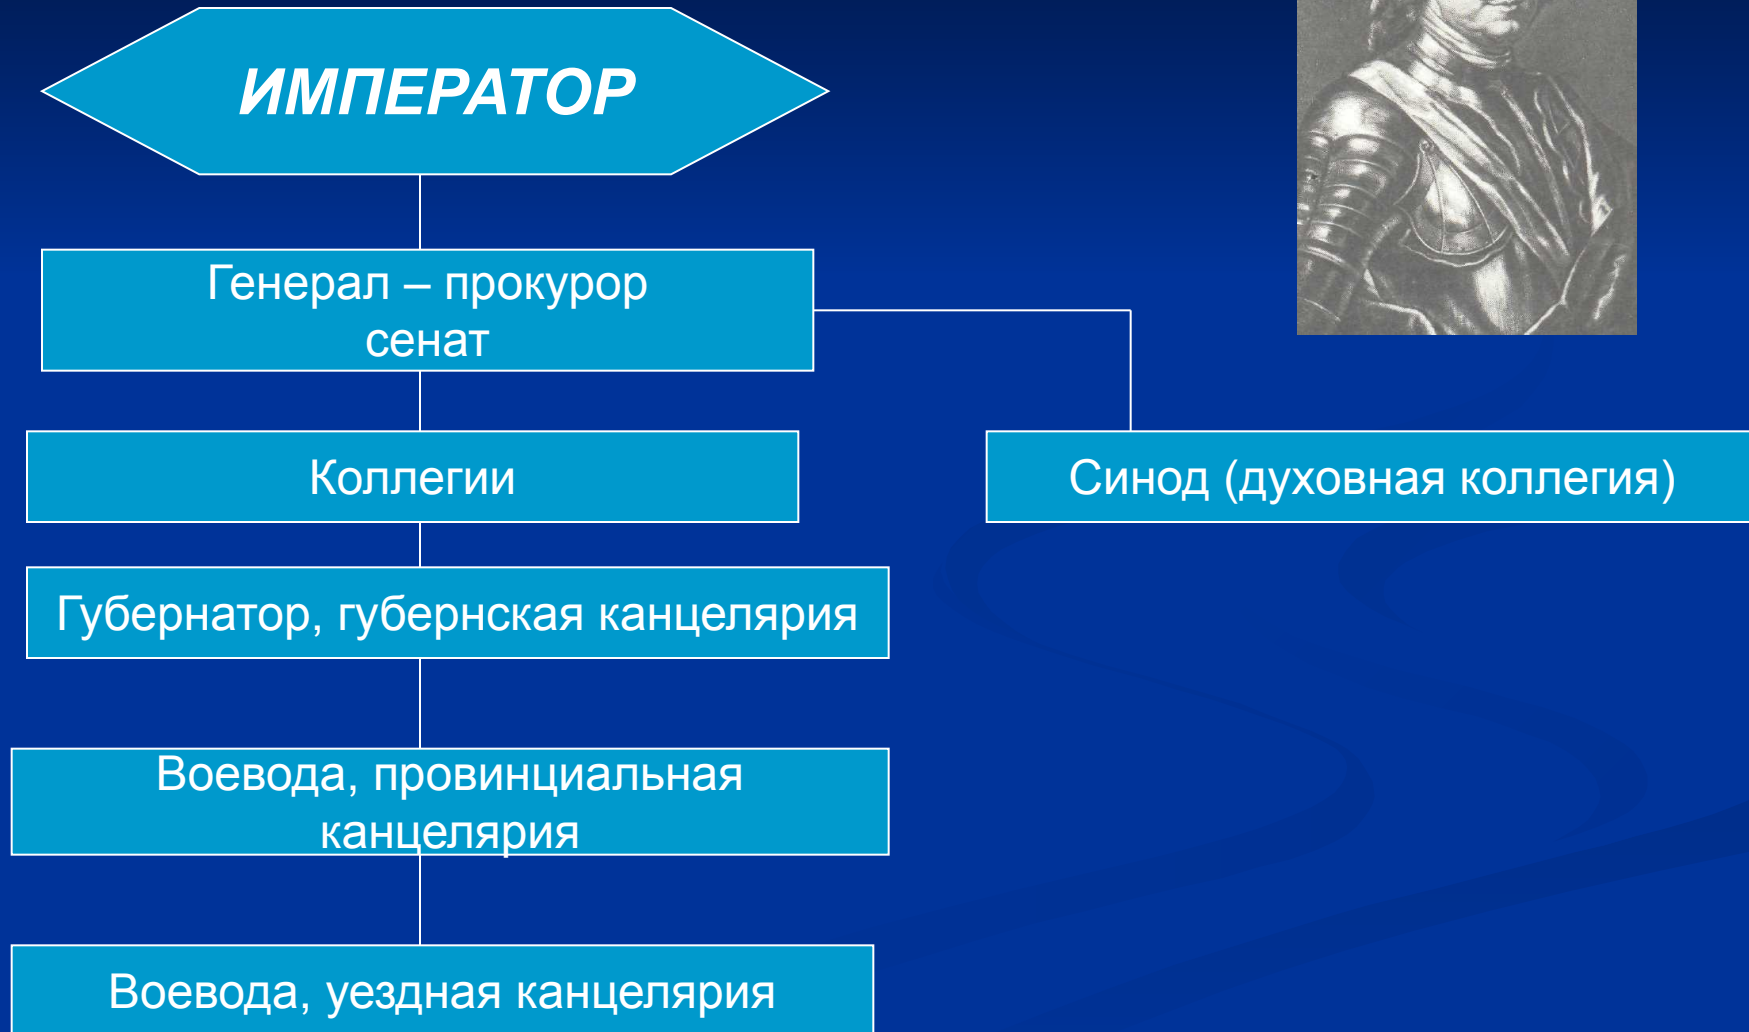 ИМПЕРАТОР
Генерал – прокурор
сенат
Коллегии
Синод (духовная коллегия)
Губернатор, губернская канцелярия
Воевода, провинциальная
канцелярия
Воевода, уездная канцелярия